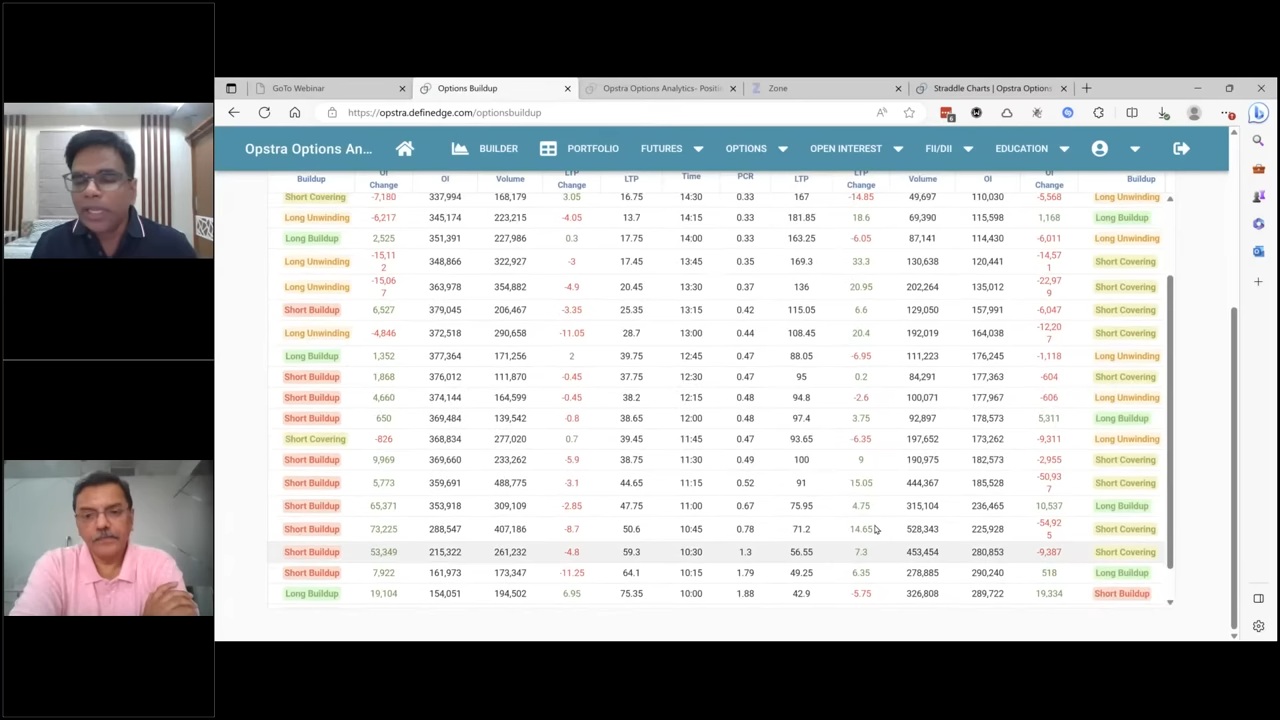 GoTo Webinar
Options Buildup
Opstra Options Analytics- Positi
Zone
Straddle Charts | Opstra Options
https://opstra.definedge.com/optionsbuildup
Opstra Options An... BUILDER PORTFOLIO FUTURES OPTIONS OPEN INTEREST FII/DII EDUCATION
Buildup OI Change OI Volume LTP Change LTP Time PCR LTP LTP Change Volume OI OI Change Buildup
Short Covering -7,180 337,994 168,179 3.05 16.75 14:30 0.33 167 -14.85 49,697 110,030 -5,568 Long Unwinding
Long Unwinding -6,217 345,174 223,215 -4.05 13.7 14:15 0.33 181.85 18.6 69,390 115,598 1,168 Long Buildup
Long Buildup 2,525 351,391 227,986 0.3 17.75 14:00 0.33 163.25 -6.05 87,141 114,430 -6,011 Long Unwinding
Long Unwinding -15,112 348,866 322,927 -3 17.45 13:45 0.35 169.3 33.3 130,638 120,441 -14,571 Short Covering
Long Unwinding -15,067 363,978 354,882 -4.9 20.45 13:30 0.37 136 20.95 202,264 135,012 -22,979 Short Covering
Short Buildup 6,527 379,045 206,467 -3.35 25.35 13:15 0.42 115.05 6.6 129,050 157,991 -6,047 Short Covering
Long Unwinding -4,846 372,518 290,658 -11.05 28.7 13:00 0.44 108.45 20.4 192,019 164,038 -12,207 Short Covering
Long Buildup 1,352 377,364 171,256 2 39.75 12:45 0.47 88.05 -6.95 111,223 176,245 -1,118 Long Unwinding
Short Buildup 1,868 376,012 111,870 -0.45 37.75 12:30 0.47 95 0.2 84,291 177,363 -604 Short Covering
Short Buildup 4,660 374,144 164,599 -0.45 38.2 12:15 0.48 94.8 -2.6 100,071 177,967 -606 Long Unwinding
Short Buildup 650 369,484 139,542 -0.8 38.65 12:00 0.48 97.4 3.75 92,897 178,573 5,311 Long Buildup
Short Covering -826 368,834 277,020 0.7 39.45 11:45 0.47 93.65 -6.35 197,652 173,262 -9,311 Long Unwinding
Short Buildup 9,969 369,660 233,262 -5.9 38.75 11:30 0.49 100 9 190,975 182,573 -2,955 Short Covering
Short Buildup 5,773 359,691 488,775 -3.1 44.65 11:15 0.52 91 15.05 444,367 185,528 -50,937 Short Covering
Short Buildup 65,371 353,918 309,109 -2.85 47.75 11:00 0.67 75.95 4.75 315,104 236,465 10,537 Long Buildup
Short Buildup 73,225 288,547 407,186 -8.7 50.6 10:45 0.78 71.2 14.65 528,343 225,928 -54,925 Short Covering
Short Buildup 53,349 215,322 261,232 -4.8 59.3 10:30 1.3 56.55 7.3 453,454 280,853 -9,387 Short Covering
Short Buildup 7,922 161,973 173,347 -11.25 64.1 10:15 1.79 49.25 6.35 278,885 290,240 518 Long Buildup
Long Buildup 19,104 154,051 194,502 6.95 75.35 10:00 1.88 42.9 -5.75 326,808 289,722 19,334 Short Buildup